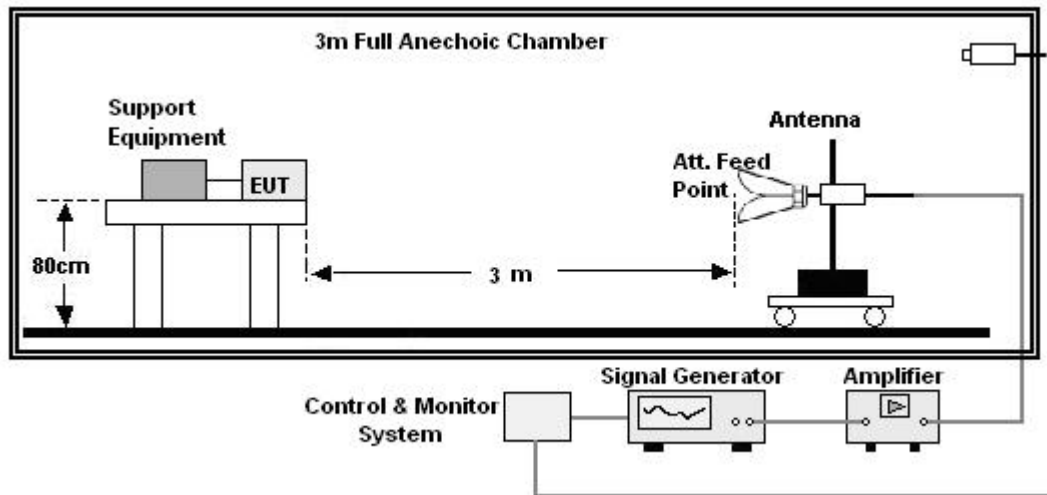 3m Full Anechoic Chamber
Support
Equipment
EUT
80cm
3 m
Antenna
Att. Feed
Point
Signal Generator
Amplifier
Control & Monitor
System